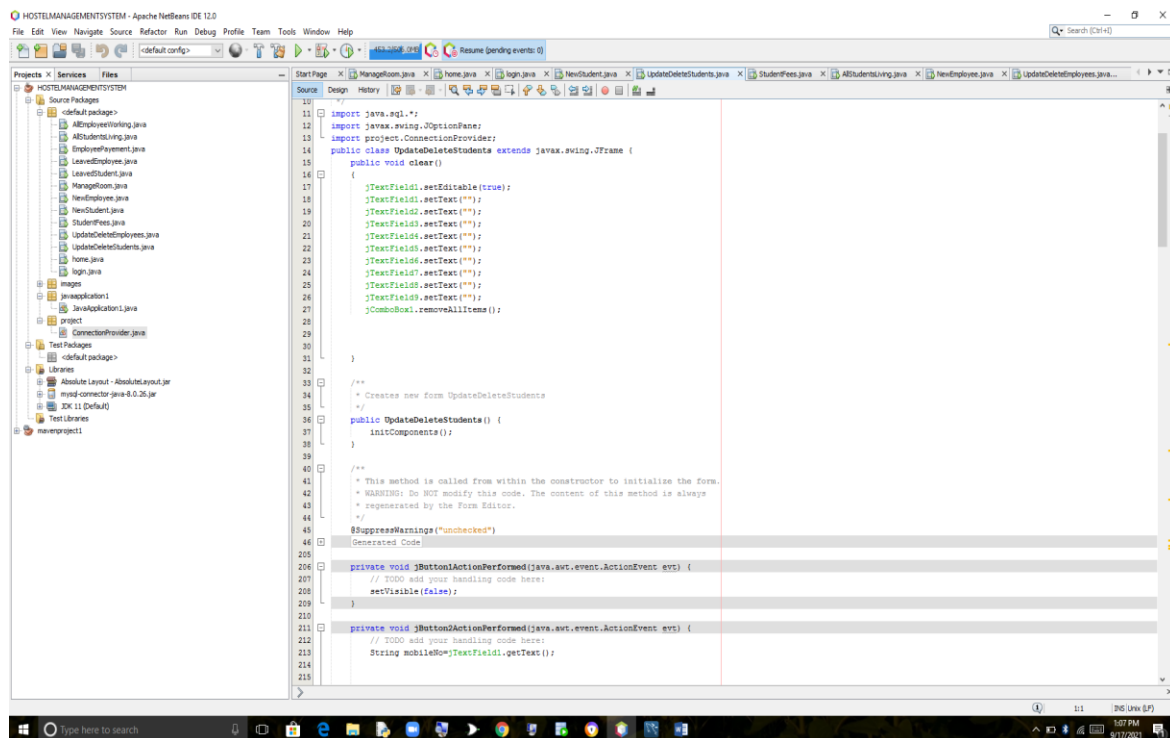 HOSTELMANAGEMENTSYSTEM - Apache NetBeans IDE 12.0
File Edit View Navigate Source Refactor Run Debug Profile Team Tools Window Help
Search (Ctrl+I)
<default config>
Resume (pending events: 0)
Projects Services Files
Start Page ManageRoom.java home.java login.java NewStudent.java UpdateDeleteStudents.java StudentFees.java AllStudentsLiving.java NewEmployee.java UpdateDeleteEmployees.java...
Source Design History
HOSTELMANAGEMENTSYSTEM
Source Packages
<default package>
AllEmployeeWorking.java
AllStudentsLiving.java
EmployeePayement.java
LeavedEmployee.java
LeavedStudent.java
ManageRoom.java
NewEmployee.java
NewStudent.java
StudentFees.java
UpdateDeleteEmployees.java
UpdateDeleteStudents.java
home.java
login.java
images
javaapplication1
JavaApplication1.java
project
ConnectionProvider.java
Test Packages
<default package>
Libraries
Absolute Layout - AbsoluteLayout.jar
mysql-connector-java-8.0.26.jar
JDK 11 (Default)
Test Libraries
mavenproject1
10 */
11 import java.sql.*;
12 import javax.swing.JOptionPane;
13 import project.ConnectionProvider;
14 public class UpdateDeleteStudents extends javax.swing.JFrame {
15 public void clear()
16 {
17 jTextField1.setEditable(true);
18 jTextField1.setText("");
19 jTextField2.setText("");
20 jTextField3.setText("");
21 jTextField4.setText("");
22 jTextField5.setText("");
23 jTextField6.setText("");
24 jTextField7.setText("");
25 jTextField8.setText("");
26 jTextField9.setText("");
27 jComboBox1.removeAllItems();
28
29
30
31 }
32
33 /**
34 * Creates new form UpdateDeleteStudents
35 */
36 public UpdateDeleteStudents() {
37 initComponents();
38 }
39
40 /**
41 * This method is called from within the constructor to initialize the form.
42 * WARNING: Do NOT modify this code. The content of this method is always
43 * regenerated by the Form Editor.
44 */
45 @SuppressWarnings("unchecked")
46 Generated Code
205
206 private void jButton1ActionPerformed(java.awt.event.ActionEvent evt) {
207 // TODO add your handling code here:
208 setVisible(false);
209 }
210
211 private void jButton2ActionPerformed(java.awt.event.ActionEvent evt) {
212 // TODO add your handling code here:
213 String mobileNo=jTextField1.getText();
214
215
1:1 INS Unix (LF)
Type here to search
1:07 PM
9/17/2021